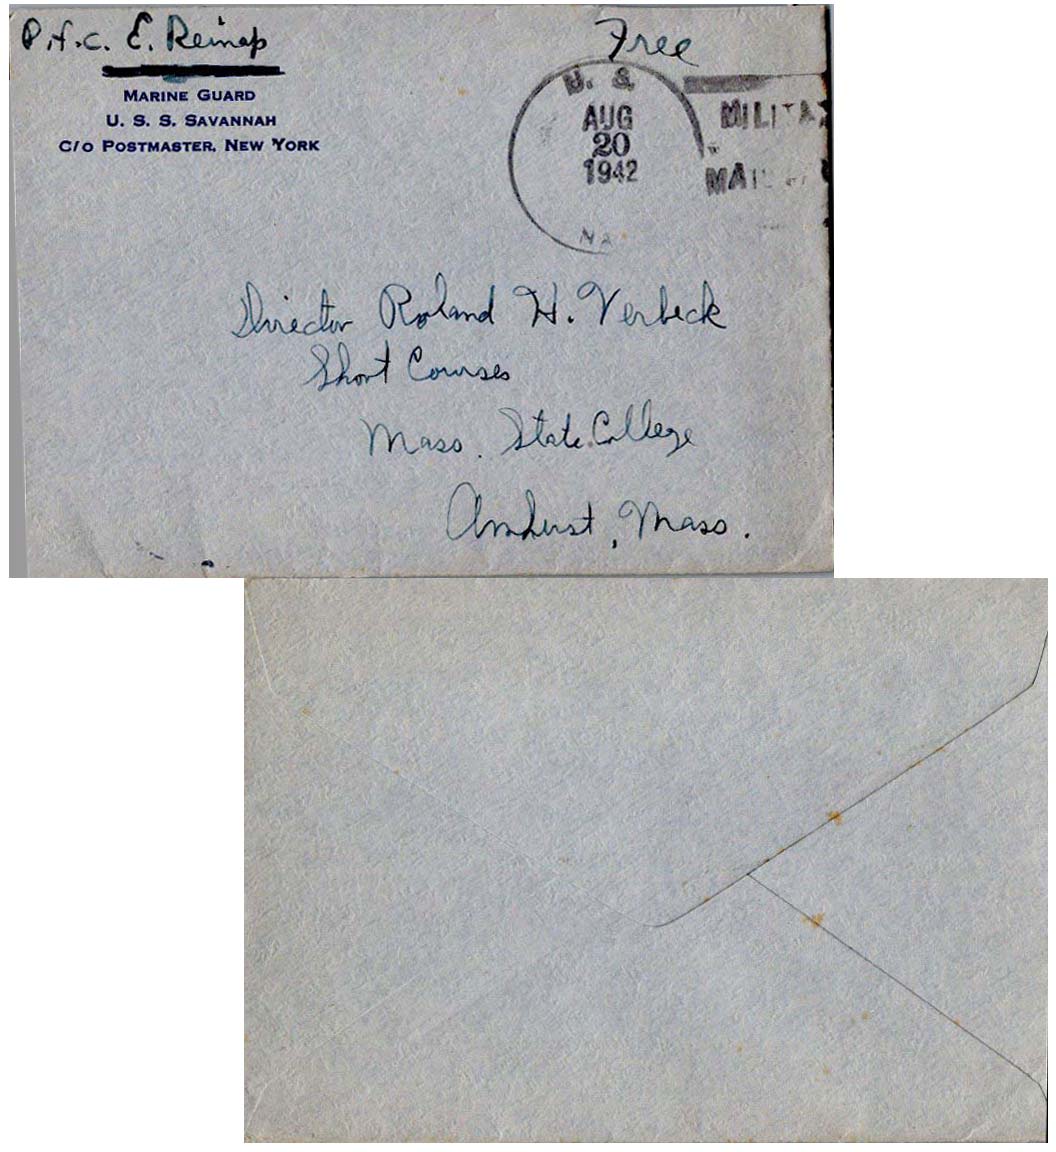 P.f.c. E. Reinap
Free
MARINE GUARD
U. S. S. SAVANNAH
C/O POSTMASTER, NEW YORK
U. S.
AUG
20
1942
Director Roland H. Verbeck
Short Courses
Mass. State College
Amherst, Mass.